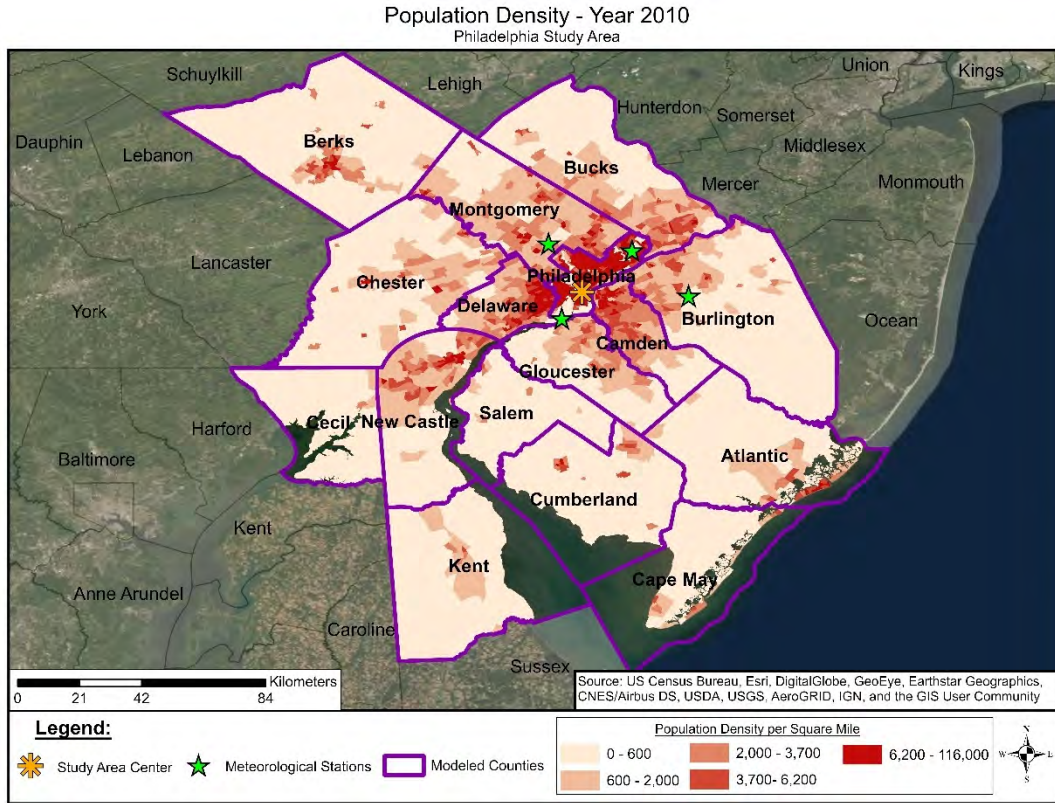 Population Density - Year 2010
Philadelphia Study Area
Schuylkill
Lehigh
Union
Kings
Hunterdon
Somerset
Dauphin
Lebanon
Berks
Middlesex
Bucks
Mercer
Monmouth
Montgomery
Lancaster
Chester
Philadelphia
York
Delaware
Burlington
Ocean
Camden
Gloucester
Harford
Cecil
New Castle
Salem
Baltimore
Atlantic
Cumberland
Kent
Kent
Cape May
Anne Arundel
Caroline
Sussex
Kilometers
0 21 42 84
Source: US Census Bureau, Esri, DigitalGlobe, GeoEye, Earthstar Geographics,
CNES/Airbus DS, USDA, USGS, AeroGRID, IGN, and the GIS User Community
Legend:
Study Area Center
Meteorological Stations
Modeled Counties
Population Density per Square Mile
0 - 600
2,000 - 3,700
6,200 - 116,000
600 - 2,000
3,700- 6,200
N
W
E
S